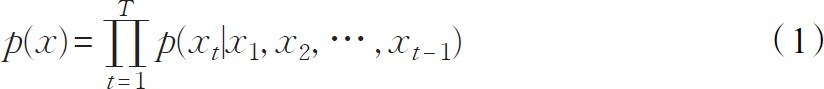 p(x)=∏_{t=1}^{T} p(x_t|x_1, x_2, ⋯, x_{t-1}) (1)